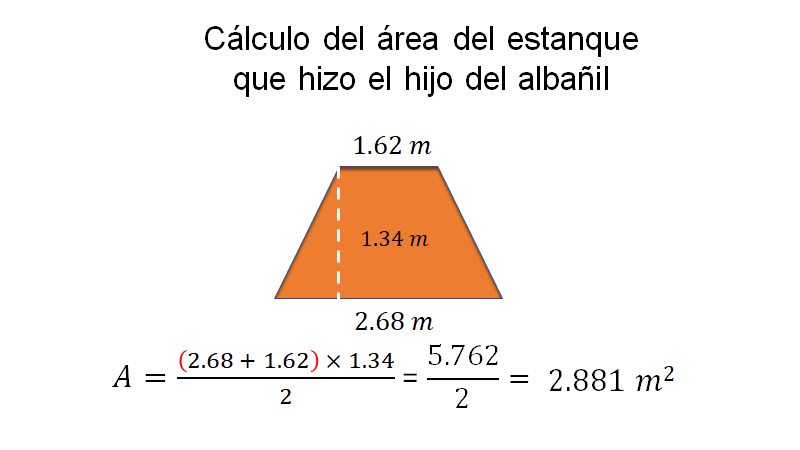 Cálculo del área del estanque
que hizo el hijo del albañil
1.62 m
1.34 m
2.68 m
A = (2.68 + 1.62) × 1.34 / 2 = 5.762 / 2 = 2.881 m²